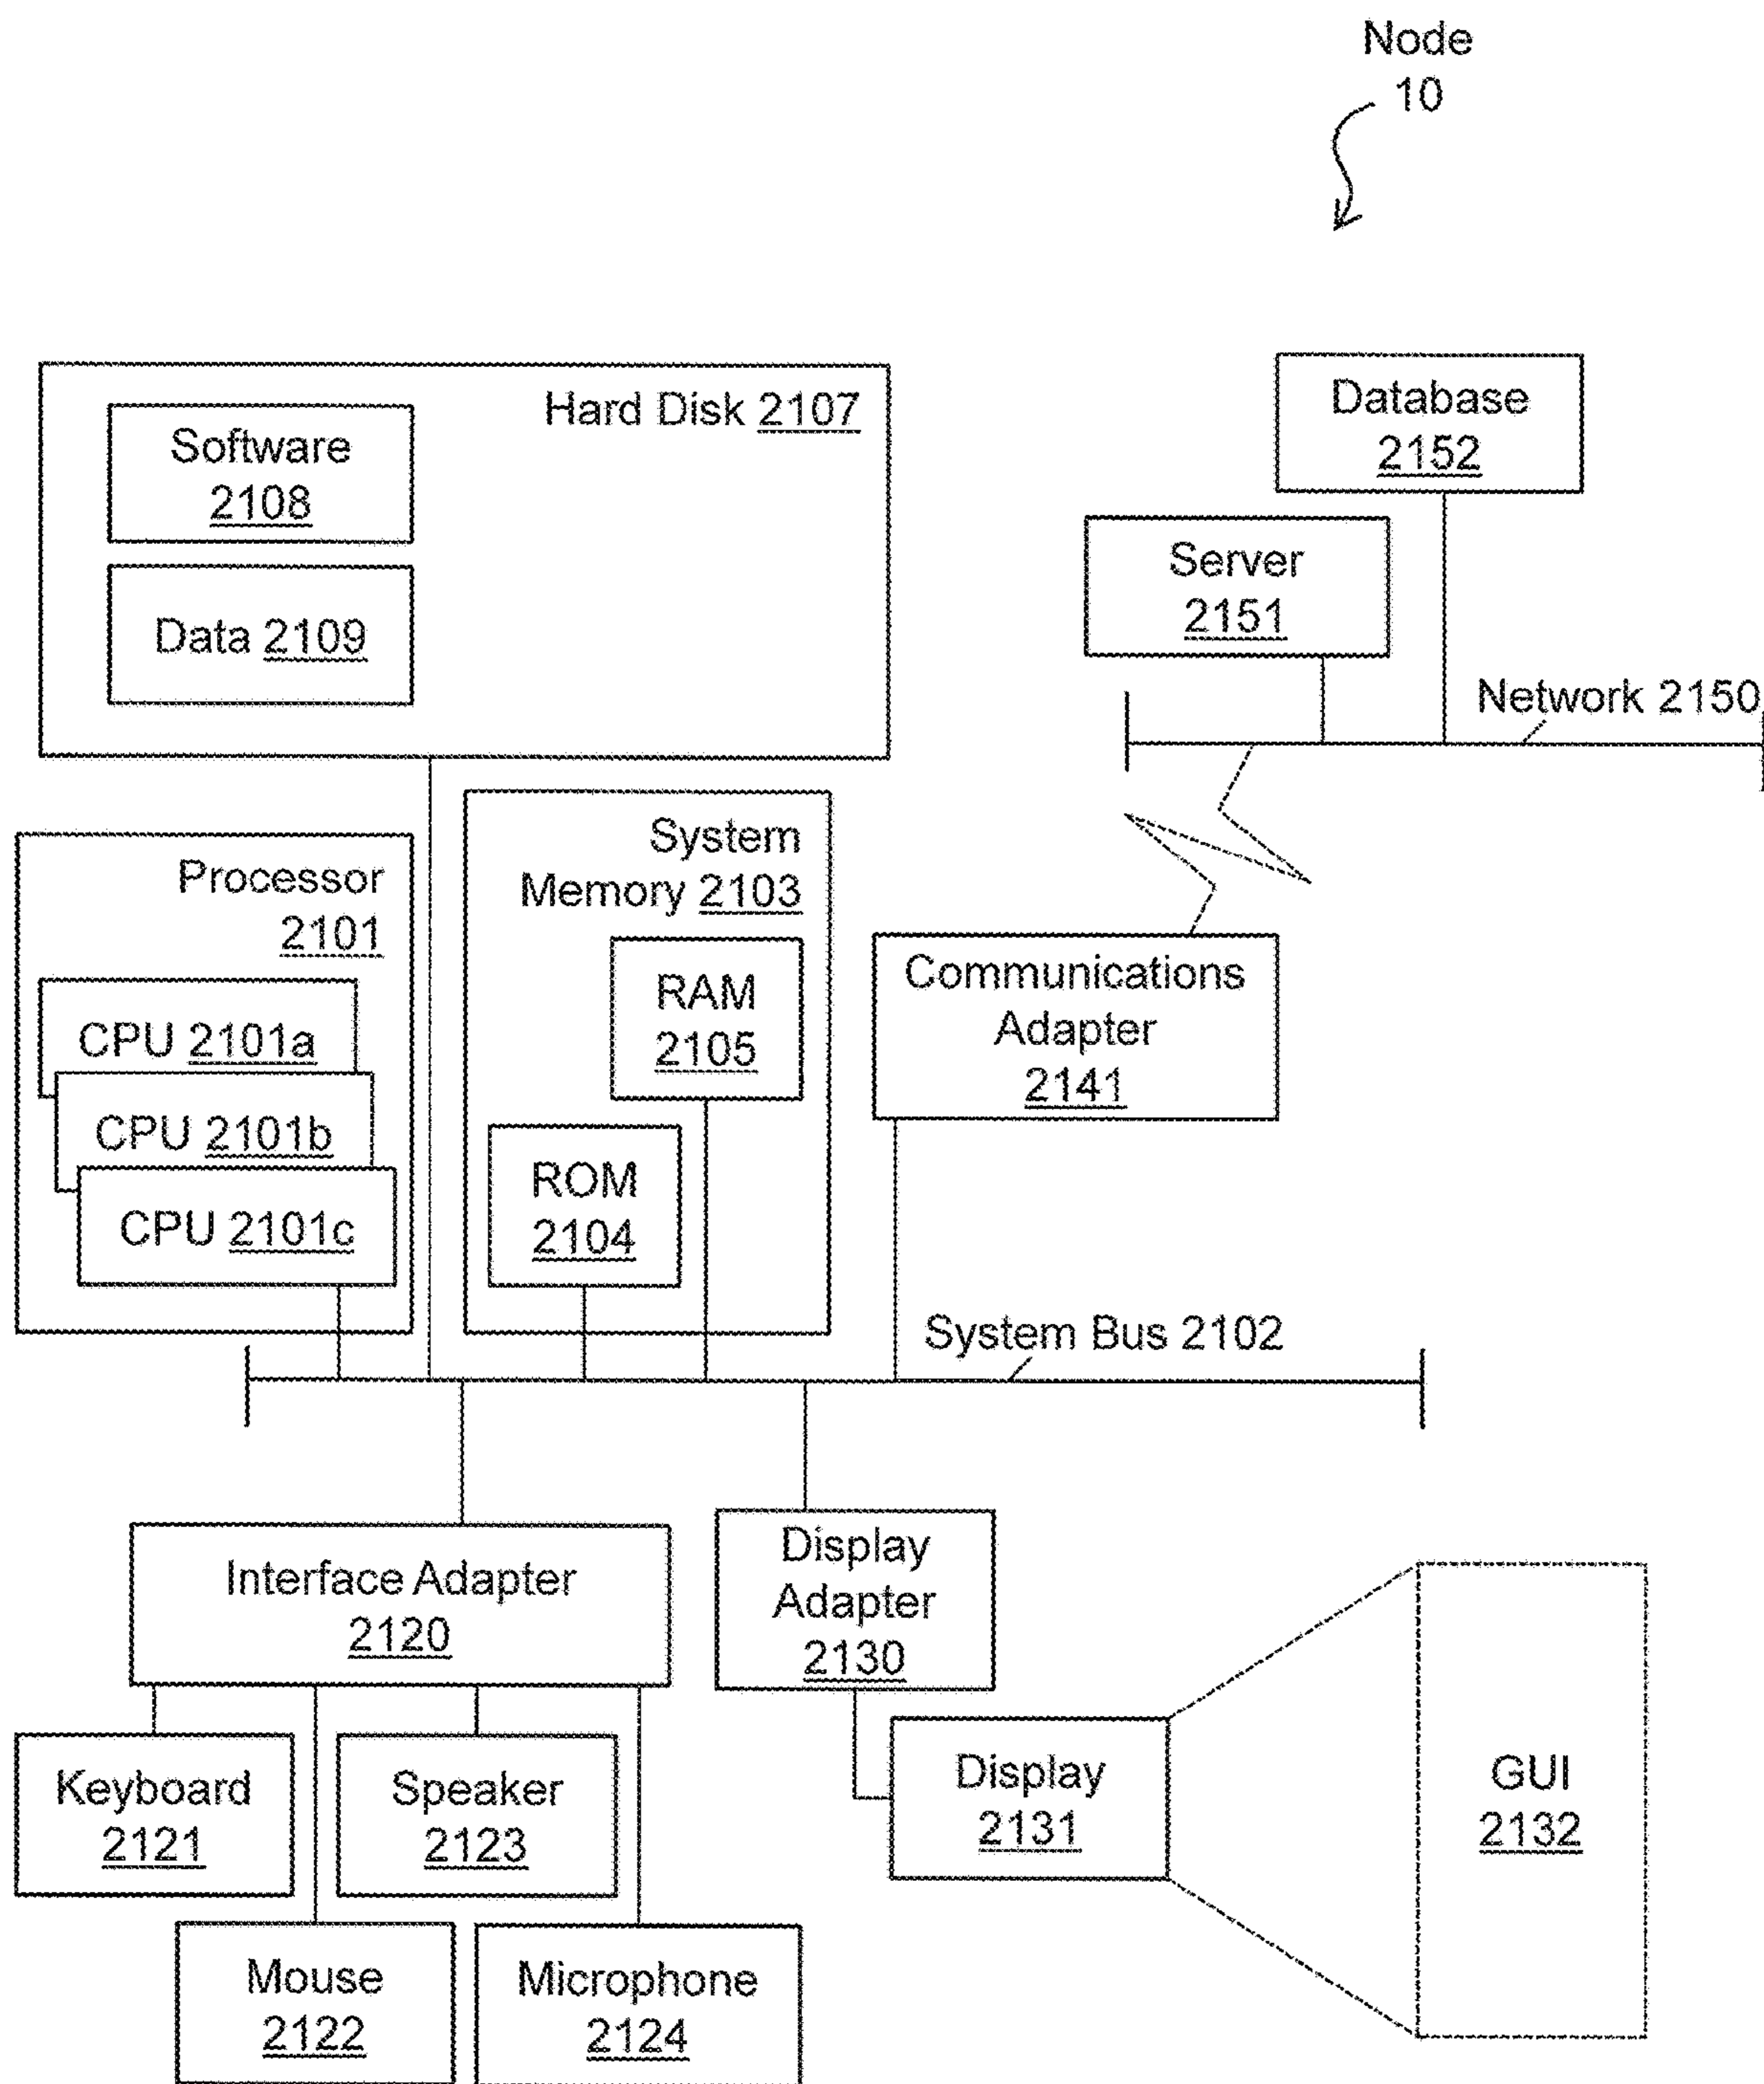 Node
10
Hard Disk 2107
Software
2108
Data 2109
Database
2152
Server
2151
Network 2150
Processor
2101
CPU 2101a
CPU 2101b
CPU 2101c
System
Memory 2103
RAM
2105
ROM
2104
Communications
Adapter
2141
System Bus 2102
Interface Adapter
2120
Display
Adapter
2130
Keyboard
2121
Speaker
2123
Mouse
2122
Microphone
2124
Display
2131
GUI
2132